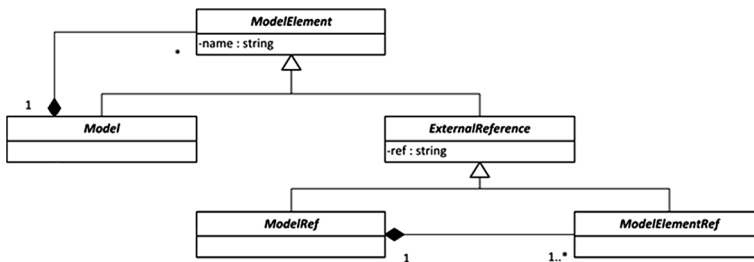 ModelElement
-name : string
*
1
Model
ExternalReference
-ref : string
ModelRef
ModelElementRef
1
1..*